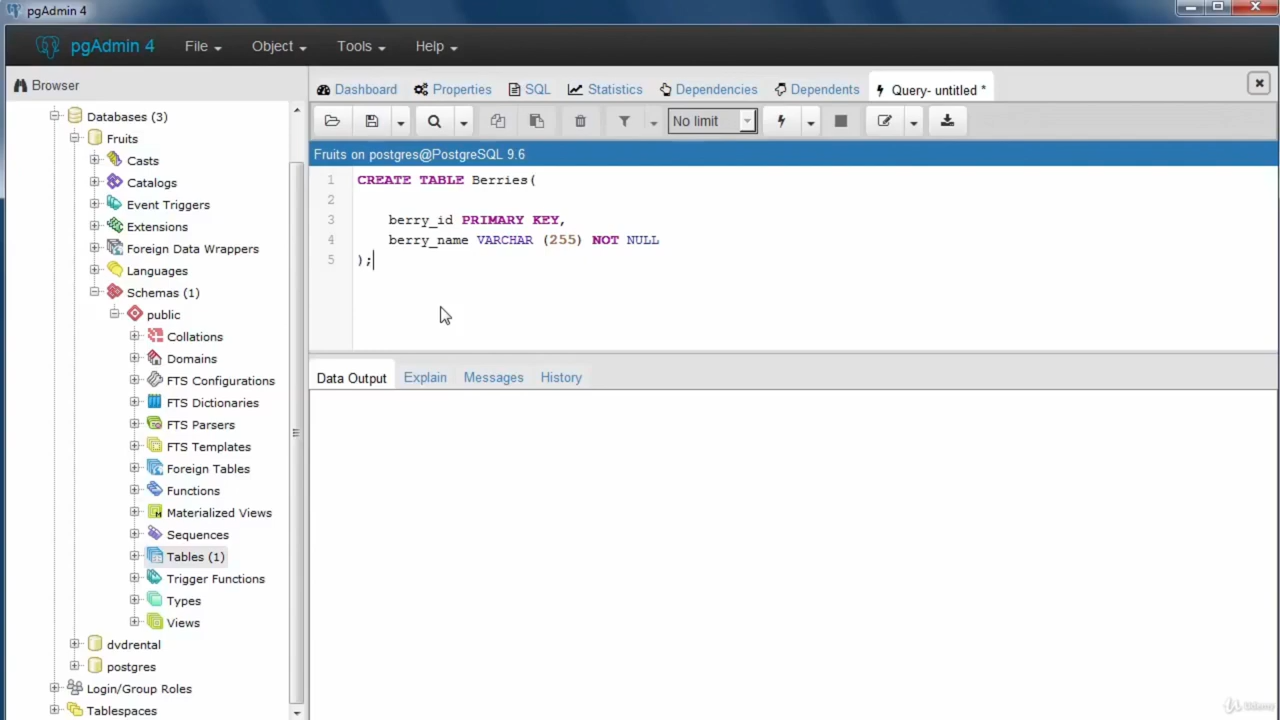 pgAdmin 4
pgAdmin 4 File Object Tools Help
Browser
Dashboard Properties SQL Statistics Dependencies Dependents Query- untitled *
No limit
Fruits on postgres@PostgreSQL 9.6
Databases (3)
Fruits
Casts
Catalogs
Event Triggers
Extensions
Foreign Data Wrappers
Languages
Schemas (1)
public
Collations
Domains
FTS Configurations
FTS Dictionaries
FTS Parsers
FTS Templates
Foreign Tables
Functions
Materialized Views
Sequences
Tables (1)
Trigger Functions
Types
Views
dvdrental
postgres
Login/Group Roles
Tablespaces
1 CREATE TABLE Berries(
2
3 berry_id PRIMARY KEY,
4 berry_name VARCHAR (255) NOT NULL
5 );
Data Output Explain Messages History
Udemy